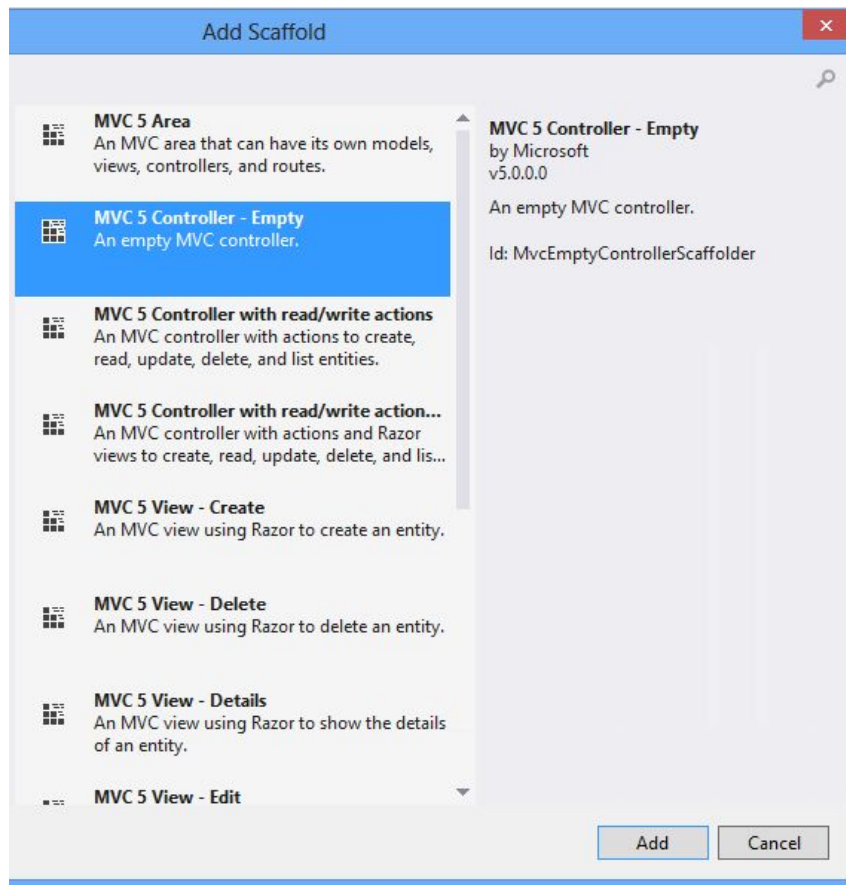 Add Scaffold
MVC 5 Area
An MVC area that can have its own models,
views, controllers, and routes.
MVC 5 Controller - Empty
An empty MVC controller.
MVC 5 Controller with read/write actions
An MVC controller with actions to create,
read, update, delete, and list entities.
MVC 5 Controller with read/write action...
An MVC controller with actions and Razor
views to create, read, update, delete, and lis...
MVC 5 View - Create
An MVC view using Razor to create an entity.
MVC 5 View - Delete
An MVC view using Razor to delete an entity.
MVC 5 View - Details
An MVC view using Razor to show the details
of an entity.
MVC 5 View - Edit
MVC 5 Controller - Empty
by Microsoft
v5.0.0.0
An empty MVC controller.
Id: MvcEmptyControllerScaffolder
Add
Cancel